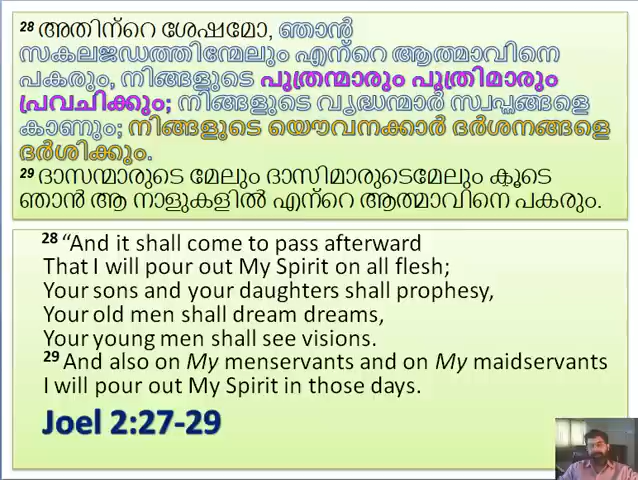 28 അതിന്റെ ശേഷമോ, ഞാൻ
സകലജഡത്തിന്മേലും എന്റെ ആത്മാവിനെ
പകരും, നിങ്ങളുടെ പുത്രന്മാരും പുത്രിമാരും
പ്രവചിക്കും; നിങ്ങളുടെ വൃദ്ധന്മാർ സ്വപ്നങ്ങളെ
കാണും; നിങ്ങളുടെ യൌവനക്കാർ ദർശനങ്ങളെ
ദർശിക്കും.
29 ദാസന്മാരുടെ മേലും ദാസിമാരുടെമേലും കൂടെ
ഞാൻ ആ നാളുകളിൽ എന്റെ ആത്മാവിനെ പകരും.
28 “And it shall come to pass afterward
That I will pour out My Spirit on all flesh;
Your sons and your daughters shall prophesy,
Your old men shall dream dreams,
Your young men shall see visions.
29 And also on My menservants and on My maidservants
I will pour out My Spirit in those days.
Joel 2:27-29